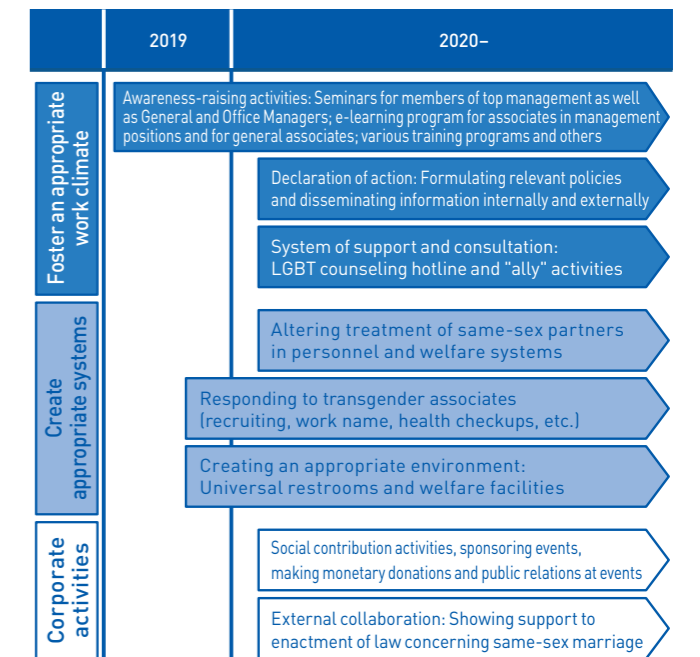 2019
2020–
Foster an appropriate
work climate
Awareness-raising activities: Seminars for members of top management as well
as General and Office Managers; e-learning program for associates in management
positions and for general associates; various training programs and others
Declaration of action: Formulating relevant policies
and disseminating information internally and externally
System of support and consultation:
LGBT counseling hotline and "ally" activities
Create
appropriate systems
Altering treatment of same-sex partners
in personnel and welfare systems
Responding to transgender associates
(recruiting, work name, health checkups, etc.)
Creating an appropriate environment:
Universal restrooms and welfare facilities
Corporate
activities
Social contribution activities, sponsoring events,
making monetary donations and public relations at events
External collaboration: Showing support to
enactment of law concerning same-sex marriage